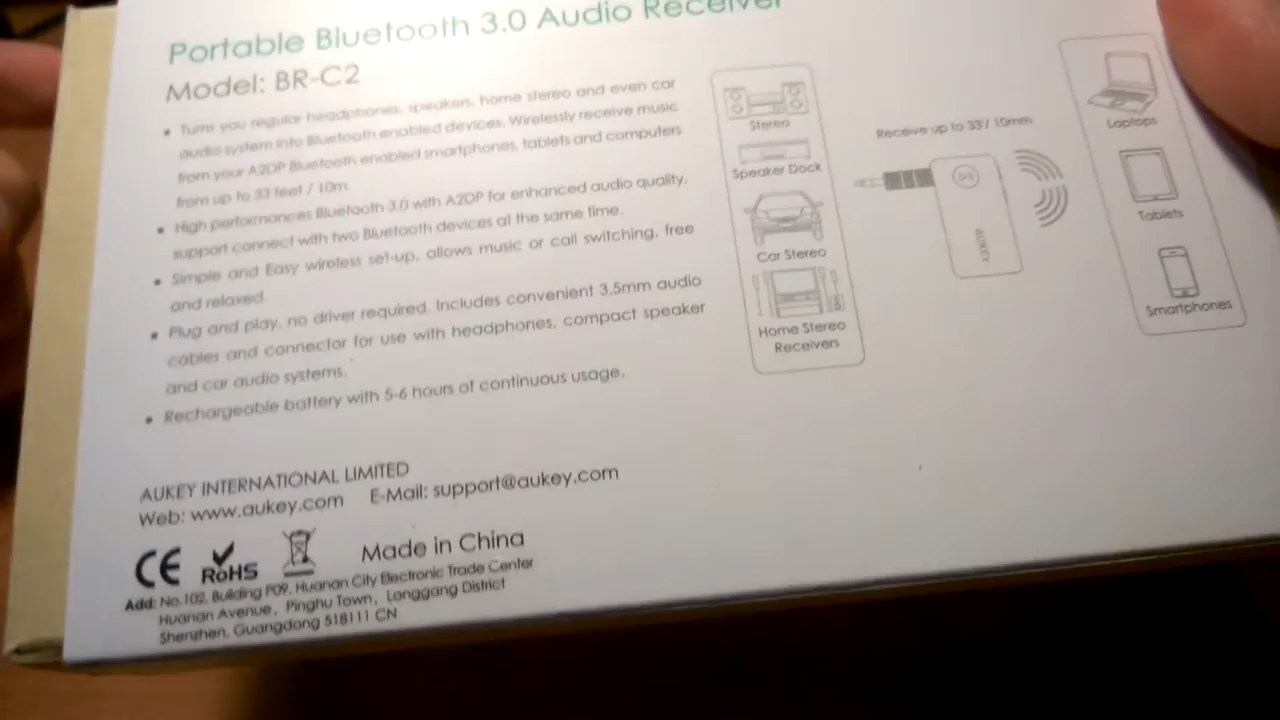 Portable Bluetooth 3.0 Audio Receiver
Model: BR-C2
• Turns you regular headphones, speakers, home stereo and even car
audio system into Bluetooth enabled devices. Wirelessly receive music
from your A2DP Bluetooth enabled smartphones, tablets and computers
from up to 33 feet / 10m.
• High performances Bluetooth 3.0 with A2DP for enhanced audio quality,
support connect with two Bluetooth devices at the same time.
• Simple and Easy wireless set-up, allows music or call switching, free
and relaxed.
• Plug and play, no driver required. Includes convenient 3.5mm audio
cables and connector for use with headphones, compact speaker
and car audio systems.
• Rechargeable battery with 5-6 hours of continuous usage.
Stereo
Speaker Dock
Car Stereo
Home Stereo
Receivers
Receive up to 33 / 10mm
AUKEY
Laptops
Tablets
Smartphones
AUKEY INTERNATIONAL LIMITED
Web: www.aukey.com E-Mail: support@aukey.com
CE RoHS Made in China
Add: No.102, Building P09, Huanan City Electronic Trade Center
Huanan Avenue, Pinghu Town, Longgang District
Shenzhen, Guangdong 518111 CN